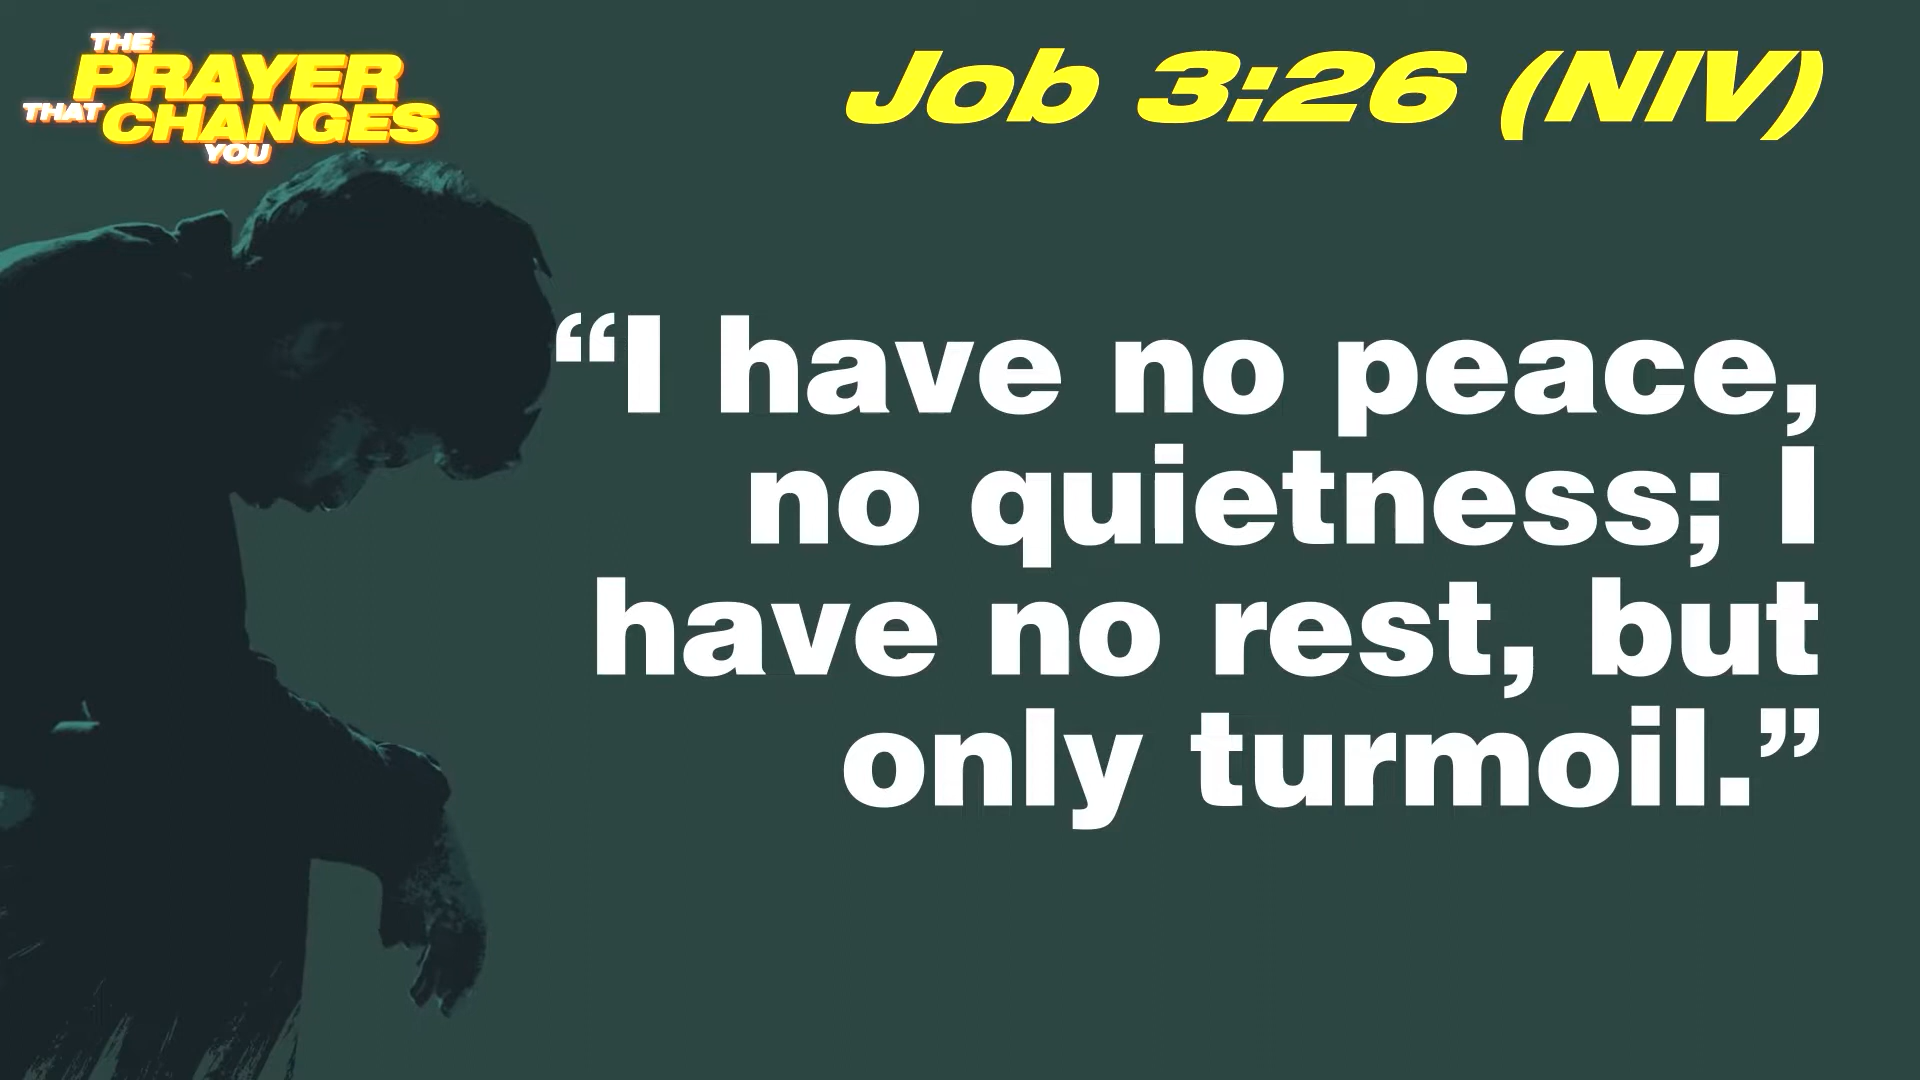 THE
PRAYER
THAT CHANGES
YOU
Job 3:26 (NIV)
“I have no peace,
no quietness; I
have no rest, but
only turmoil.”